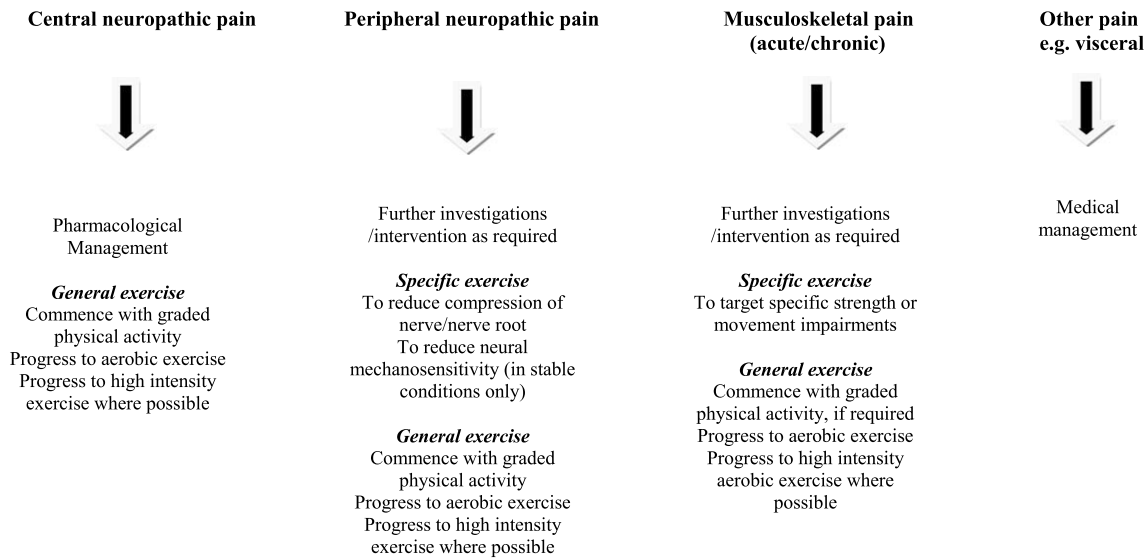 Central neuropathic pain
Pharmacological
Management
General exercise
Commence with graded
physical activity
Progress to aerobic exercise
Progress to high intensity
exercise where possible
Peripheral neuropathic pain
Further investigations
/intervention as required
Specific exercise
To reduce compression of
nerve/nerve root
To reduce neural
mechanosensitivity (in stable
conditions only)
General exercise
Commence with graded
physical activity
Progress to aerobic exercise
Progress to high intensity
exercise where possible
Musculoskeletal pain
(acute/chronic)
Further investigations
/intervention as required
Specific exercise
To target specific strength or
movement impairments
General exercise
Commence with graded
physical activity, if required
Progress to aerobic exercise
Progress to high intensity
aerobic exercise where
possible
Other pain
e.g. visceral
Medical
management